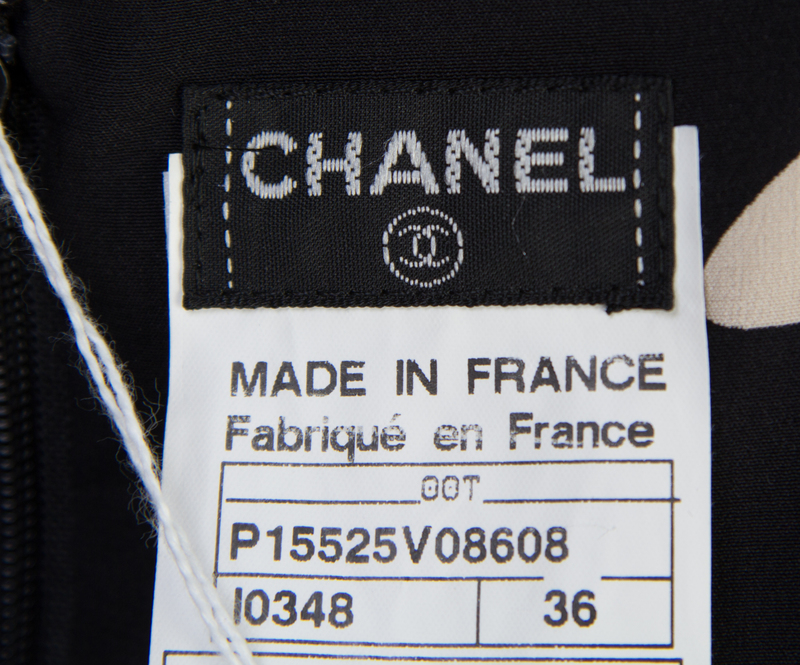 CHANEL
MADE IN FRANCE
Fabriqué en France
00T
P15525V08608
I0348 36